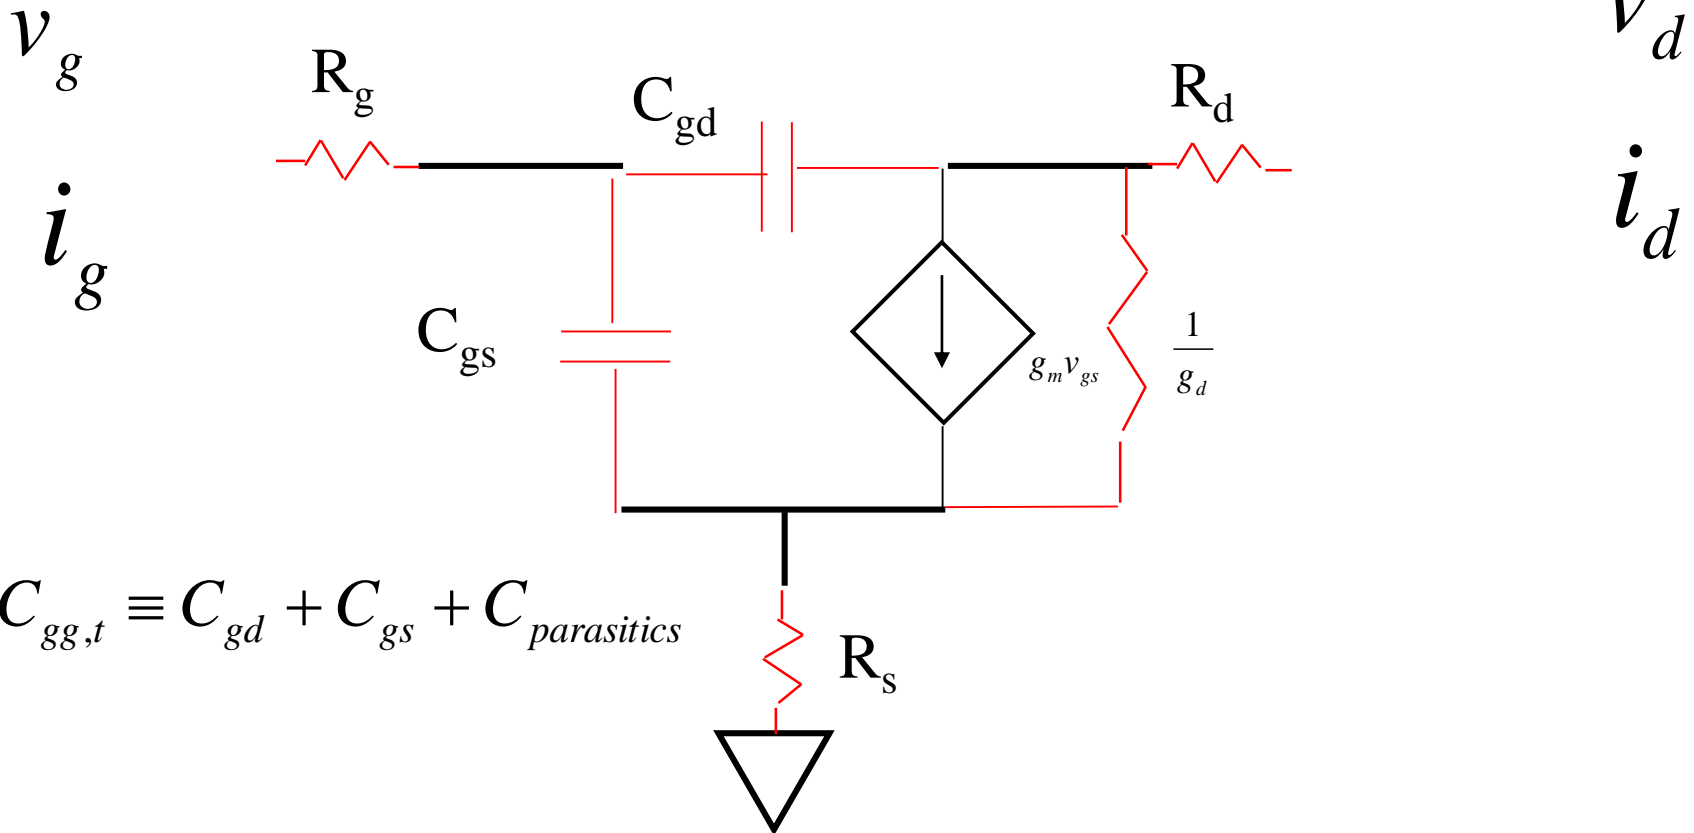 v_g
v_d
R_g
C_gd
R_d
i_g
i_d
C_gs
g_m v_gs
1/g_d
C_gg,t ≡ C_gd + C_gs + C_parasitics
R_s